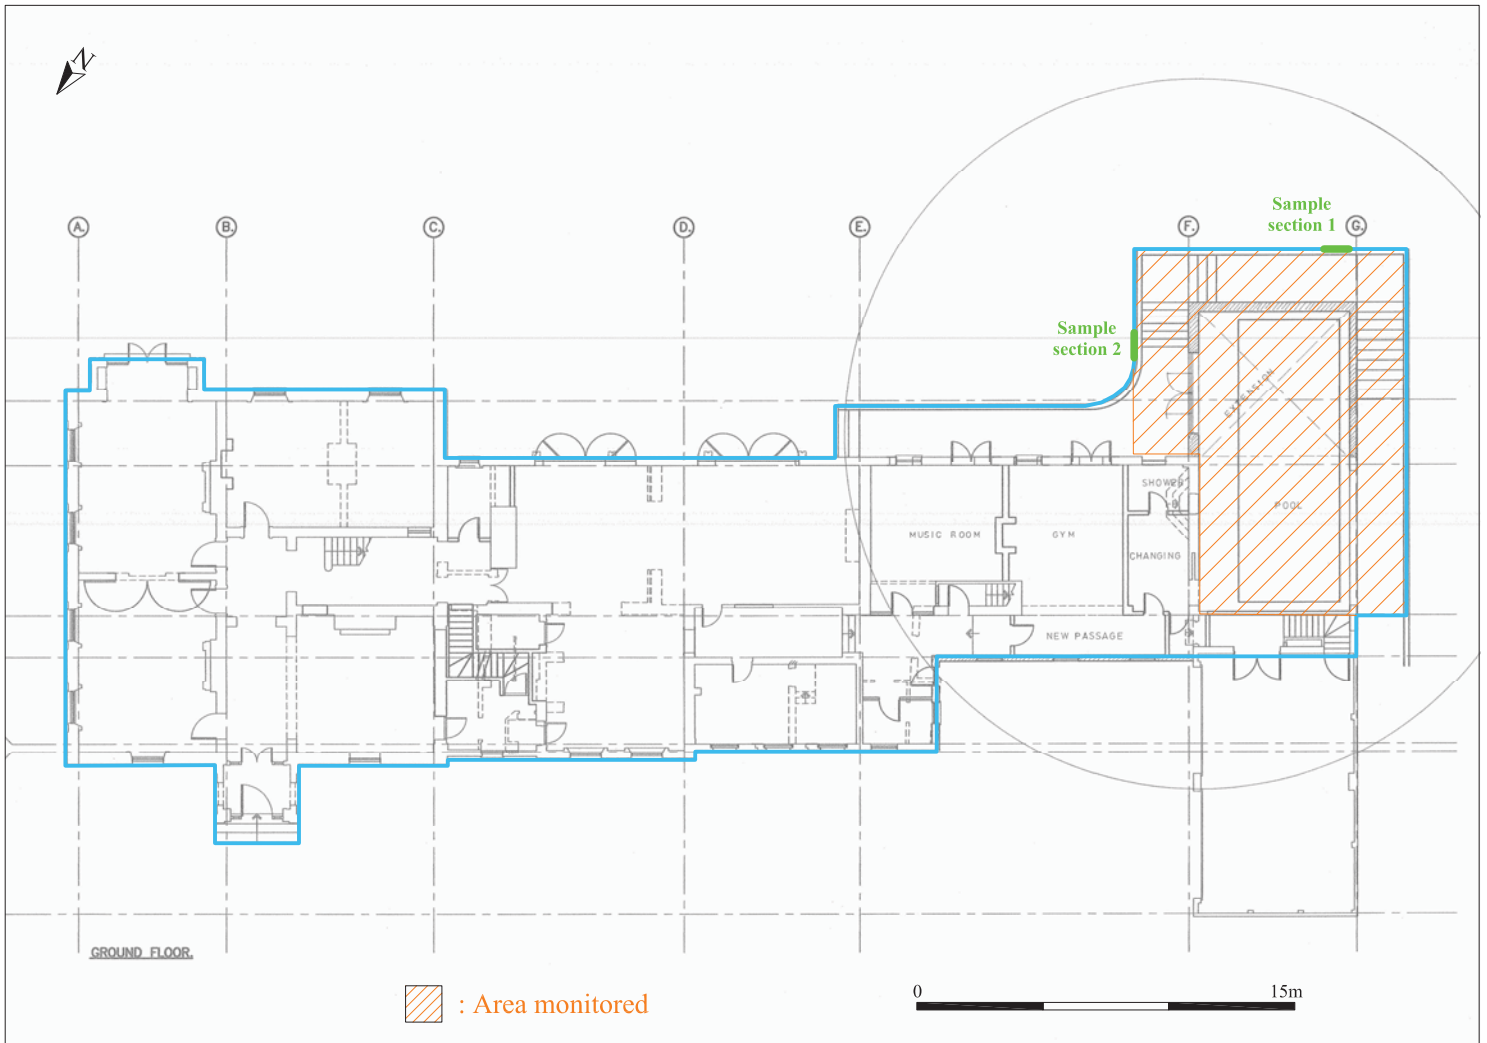 N
Sample
section 1
A.
B.
C.
D.
E.
F.
G.
Sample
section 2
EXTENSION
SHOWER
POOL
MUSIC ROOM
GYM
CHANGING
NEW PASSAGE
GROUND FLOOR.
: Area monitored
0
15m